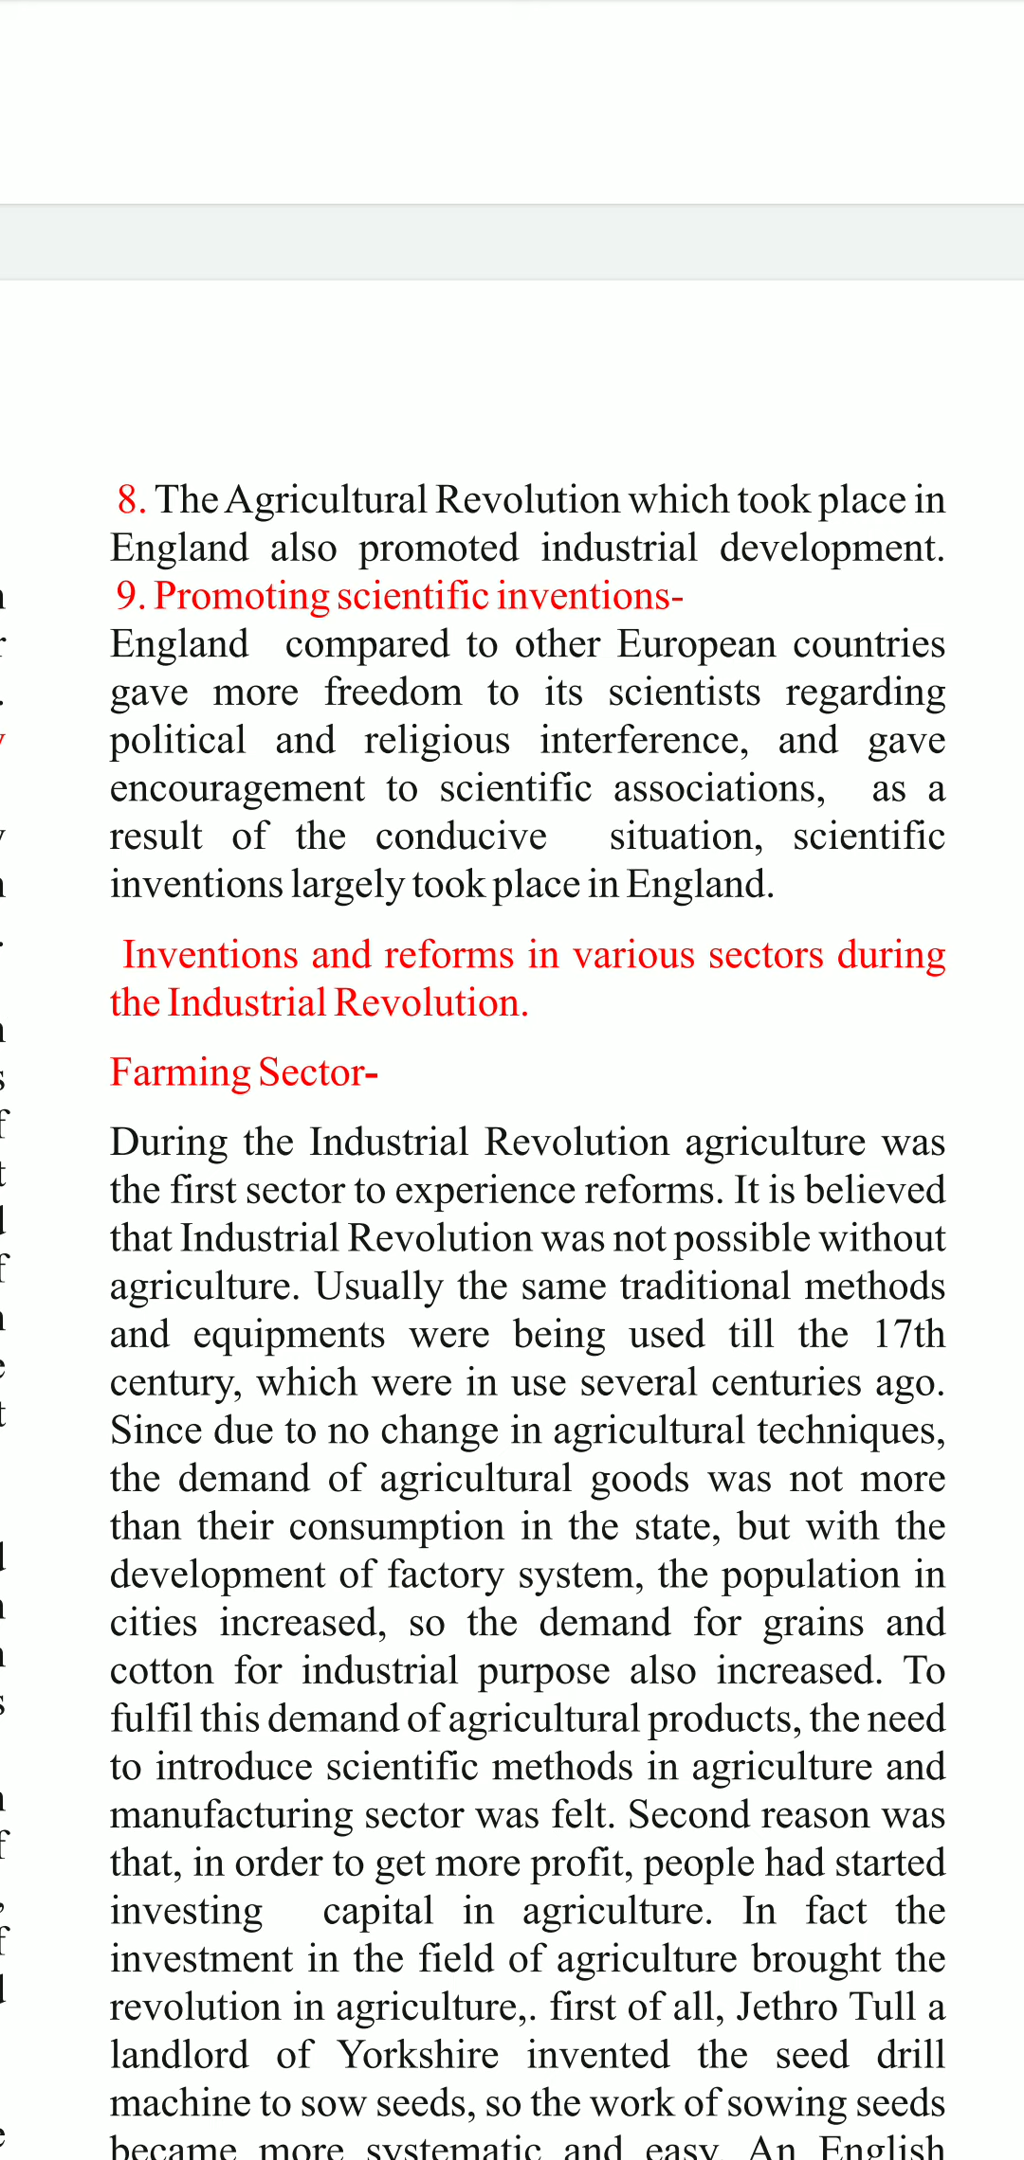 8. The Agricultural Revolution which took place in
England also promoted industrial development.
9. Promoting scientific inventions-
England compared to other European countries
gave more freedom to its scientists regarding
political and religious interference, and gave
encouragement to scientific associations, as a
result of the conducive situation, scientific
inventions largely took place in England.
Inventions and reforms in various sectors during
the Industrial Revolution.
Farming Sector-
During the Industrial Revolution agriculture was
the first sector to experience reforms. It is believed
that Industrial Revolution was not possible without
agriculture. Usually the same traditional methods
and equipments were being used till the 17th
century, which were in use several centuries ago.
Since due to no change in agricultural techniques,
the demand of agricultural goods was not more
than their consumption in the state, but with the
development of factory system, the population in
cities increased, so the demand for grains and
cotton for industrial purpose also increased. To
fulfil this demand of agricultural products, the need
to introduce scientific methods in agriculture and
manufacturing sector was felt. Second reason was
that, in order to get more profit, people had started
investing capital in agriculture. In fact the
investment in the field of agriculture brought the
revolution in agriculture,. first of all, Jethro Tull a
landlord of Yorkshire invented the seed drill
machine to sow seeds, so the work of sowing seeds
became more systematic and easy. An English